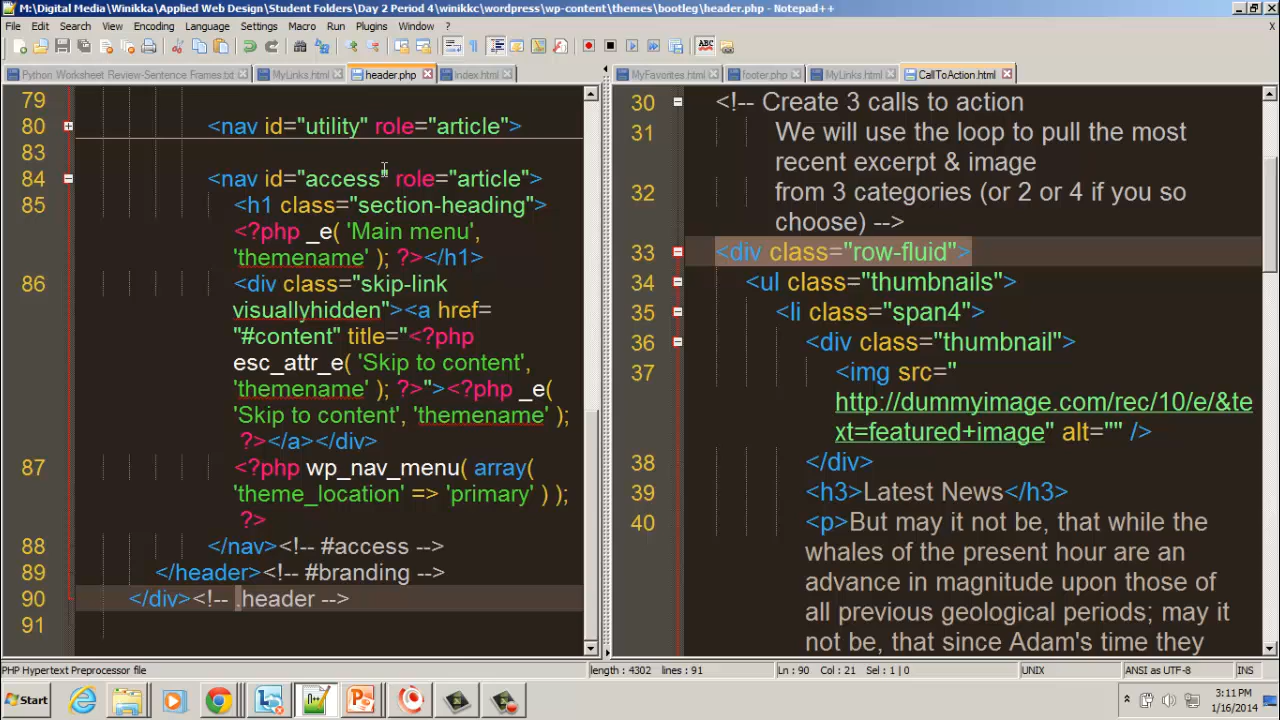 M:\Digital Media\Winikka\Applied Web Design\Student Folders\Day 2 Period 4\winikkc\wordpress\wp-content\themes\bootleg\header.php - Notepad++
File Edit Search View Encoding Language Settings Macro Run Plugins Window ?
Python Worksheet Review-Sentence Frames.txt MyLinks.html header.php index.html
MyFavorites.html footer.php MyLinks.html CallToAction.html
79
80 <nav id="utility" role="article">
83
84 <nav id="access" role="article">
85 <h1 class="section-heading">
<?php _e( 'Main menu',
'themename' ); ?></h1>
86 <div class="skip-link
visuallyhidden"><a href=
"#content" title="<?php
esc_attr_e( 'Skip to content',
'themename' ); ?>"><?php _e(
'Skip to content', 'themename' );
?></a></div>
87 <?php wp_nav_menu( array(
'theme_location' => 'primary' ) );
?>
88 </nav><!-- #access -->
89 </header><!-- #branding -->
90 </div><!-- .header -->
91
30 <!-- Create 3 calls to action
31 We will use the loop to pull the most
recent excerpt & image
32 from 3 categories (or 2 or 4 if you so
choose) -->
33 <div class="row-fluid">
34 <ul class="thumbnails">
35 <li class="span4">
36 <div class="thumbnail">
37 <img src="
http://dummyimage.com/rec/10/e/&te
xt=featured+image" alt="" />
38 </div>
39 <h3>Latest News</h3>
40 <p>But may it not be, that while the
whales of the present hour are an
advance in magnitude upon those of
all previous geological periods; may it
not be, that since Adam's time they
PHP Hypertext Preprocessor file length : 4302 lines : 91 Ln : 90 Col : 21 Sel : 1 | 0 UNIX ANSI as UTF-8 INS
Start 3:11 PM
1/16/2014